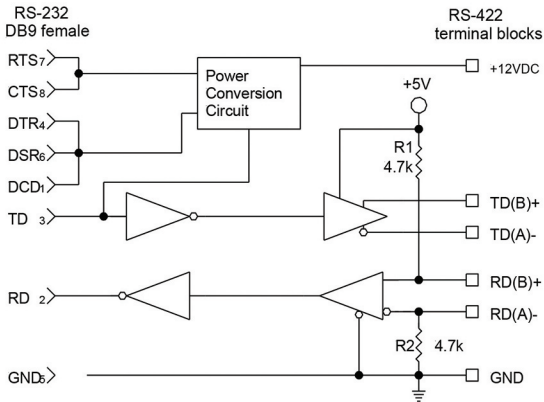 RS-232
DB9 female
RS-422
terminal blocks
RTS7
CTS8
DTR4
DSR6
DCD1
TD 3
RD 2
GND5
Power
Conversion
Circuit
+12VDC
+5V
R1
4.7k
TD(B)+
TD(A)-
RD(B)+
RD(A)-
R2 4.7k
GND